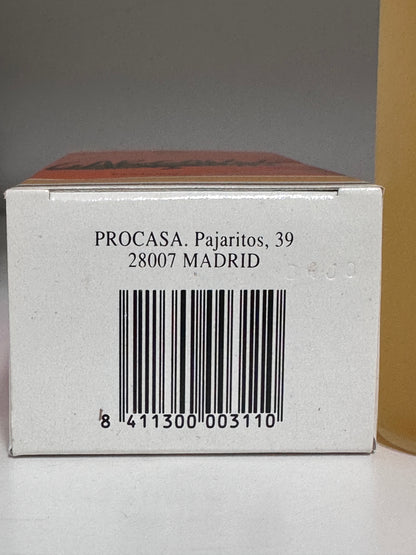 PROCASA. Pajaritos, 39
28007 MADRID
8 411300 003110